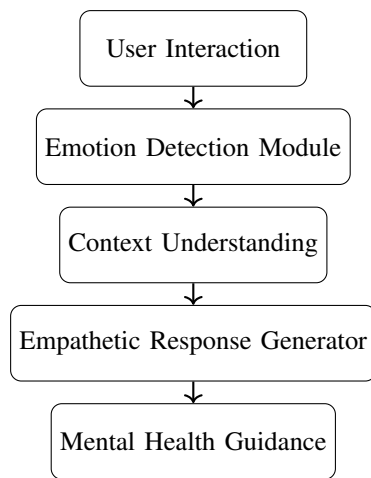 User Interaction
Emotion Detection Module
Context Understanding
Empathetic Response Generator
Mental Health Guidance